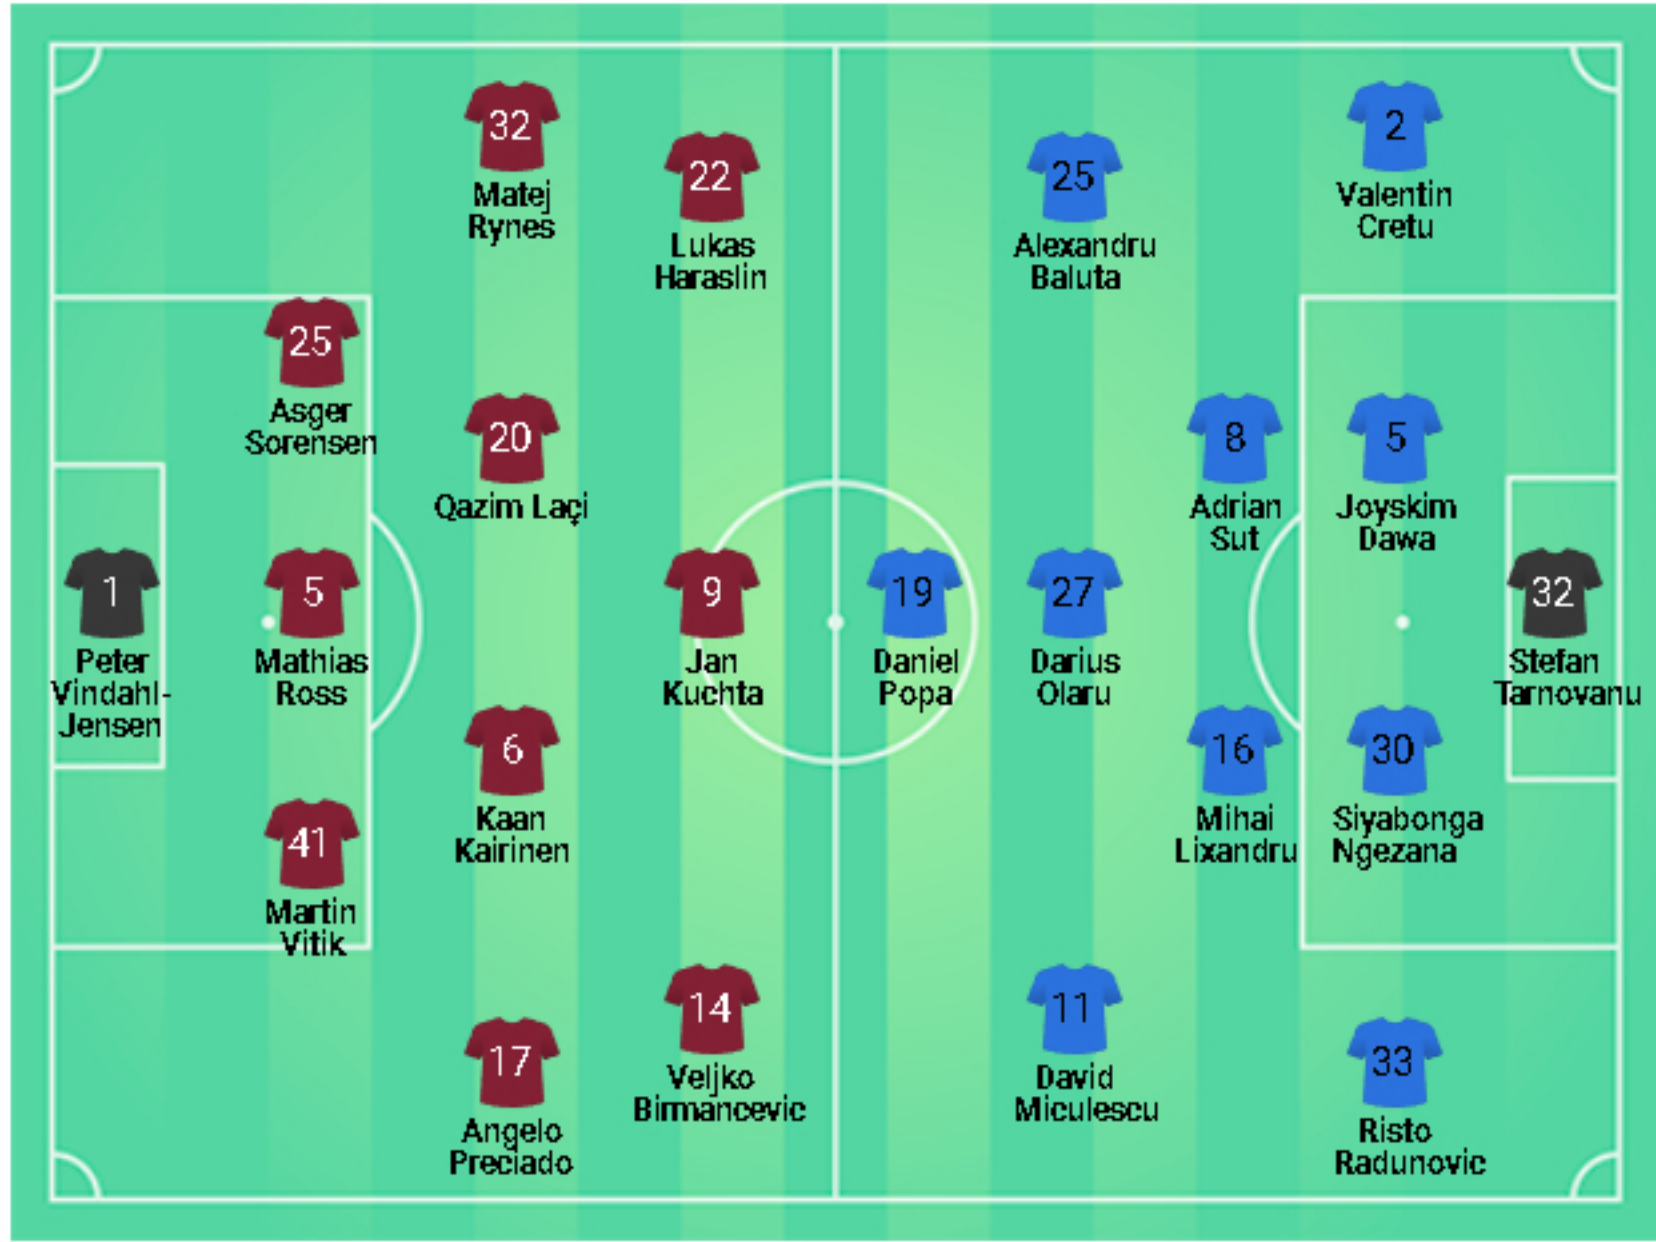 32
Matej
Rynes
22
Lukas
Haraslin
25
Alexandru
Baluta
2
Valentin
Cretu
25
Asger
Sorensen
20
Qazim Laçi
8
Adrian
Sut
5
Joyskim
Dawa
1
Peter
Vindahl-
Jensen
5
Mathias
Ross
9
Jan
Kuchta
19
Daniel
Popa
27
Darius
Olaru
32
Stefan
Tarnovanu
6
Kaan
Kairinen
16
Mihai
Lixandru
30
Siyabonga
Ngezana
41
Martin
Vitik
17
Angelo
Preciado
14
Veljko
Birmancevic
11
David
Miculescu
33
Risto
Radunovic